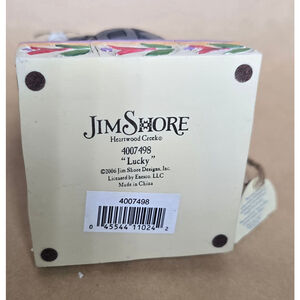 JIM SHORE
Heartwood Creek®
4007498
"Lucky"
©2006 Jim Shore Designs, Inc.
Licensed by Enesco, LLC
Made in China
4007498
0 45544 11024 2